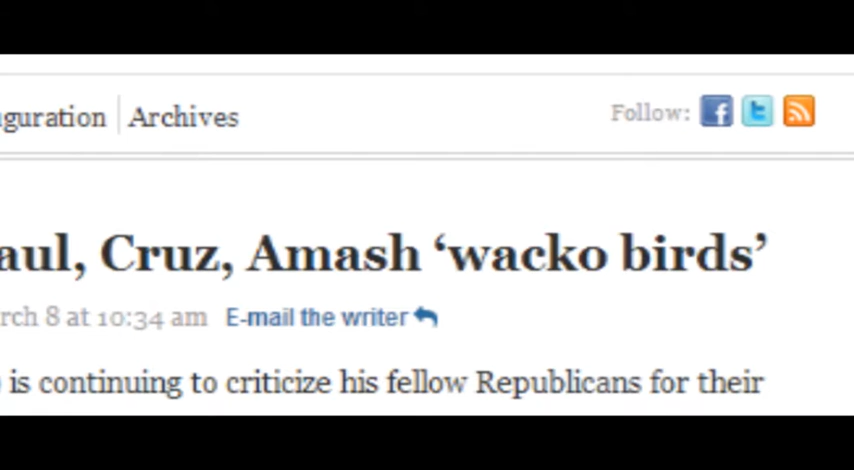 guration Archives Follow:
aul, Cruz, Amash ‘wacko birds’
rch 8 at 10:34 am E-mail the writer
) is continuing to criticize his fellow Republicans for their